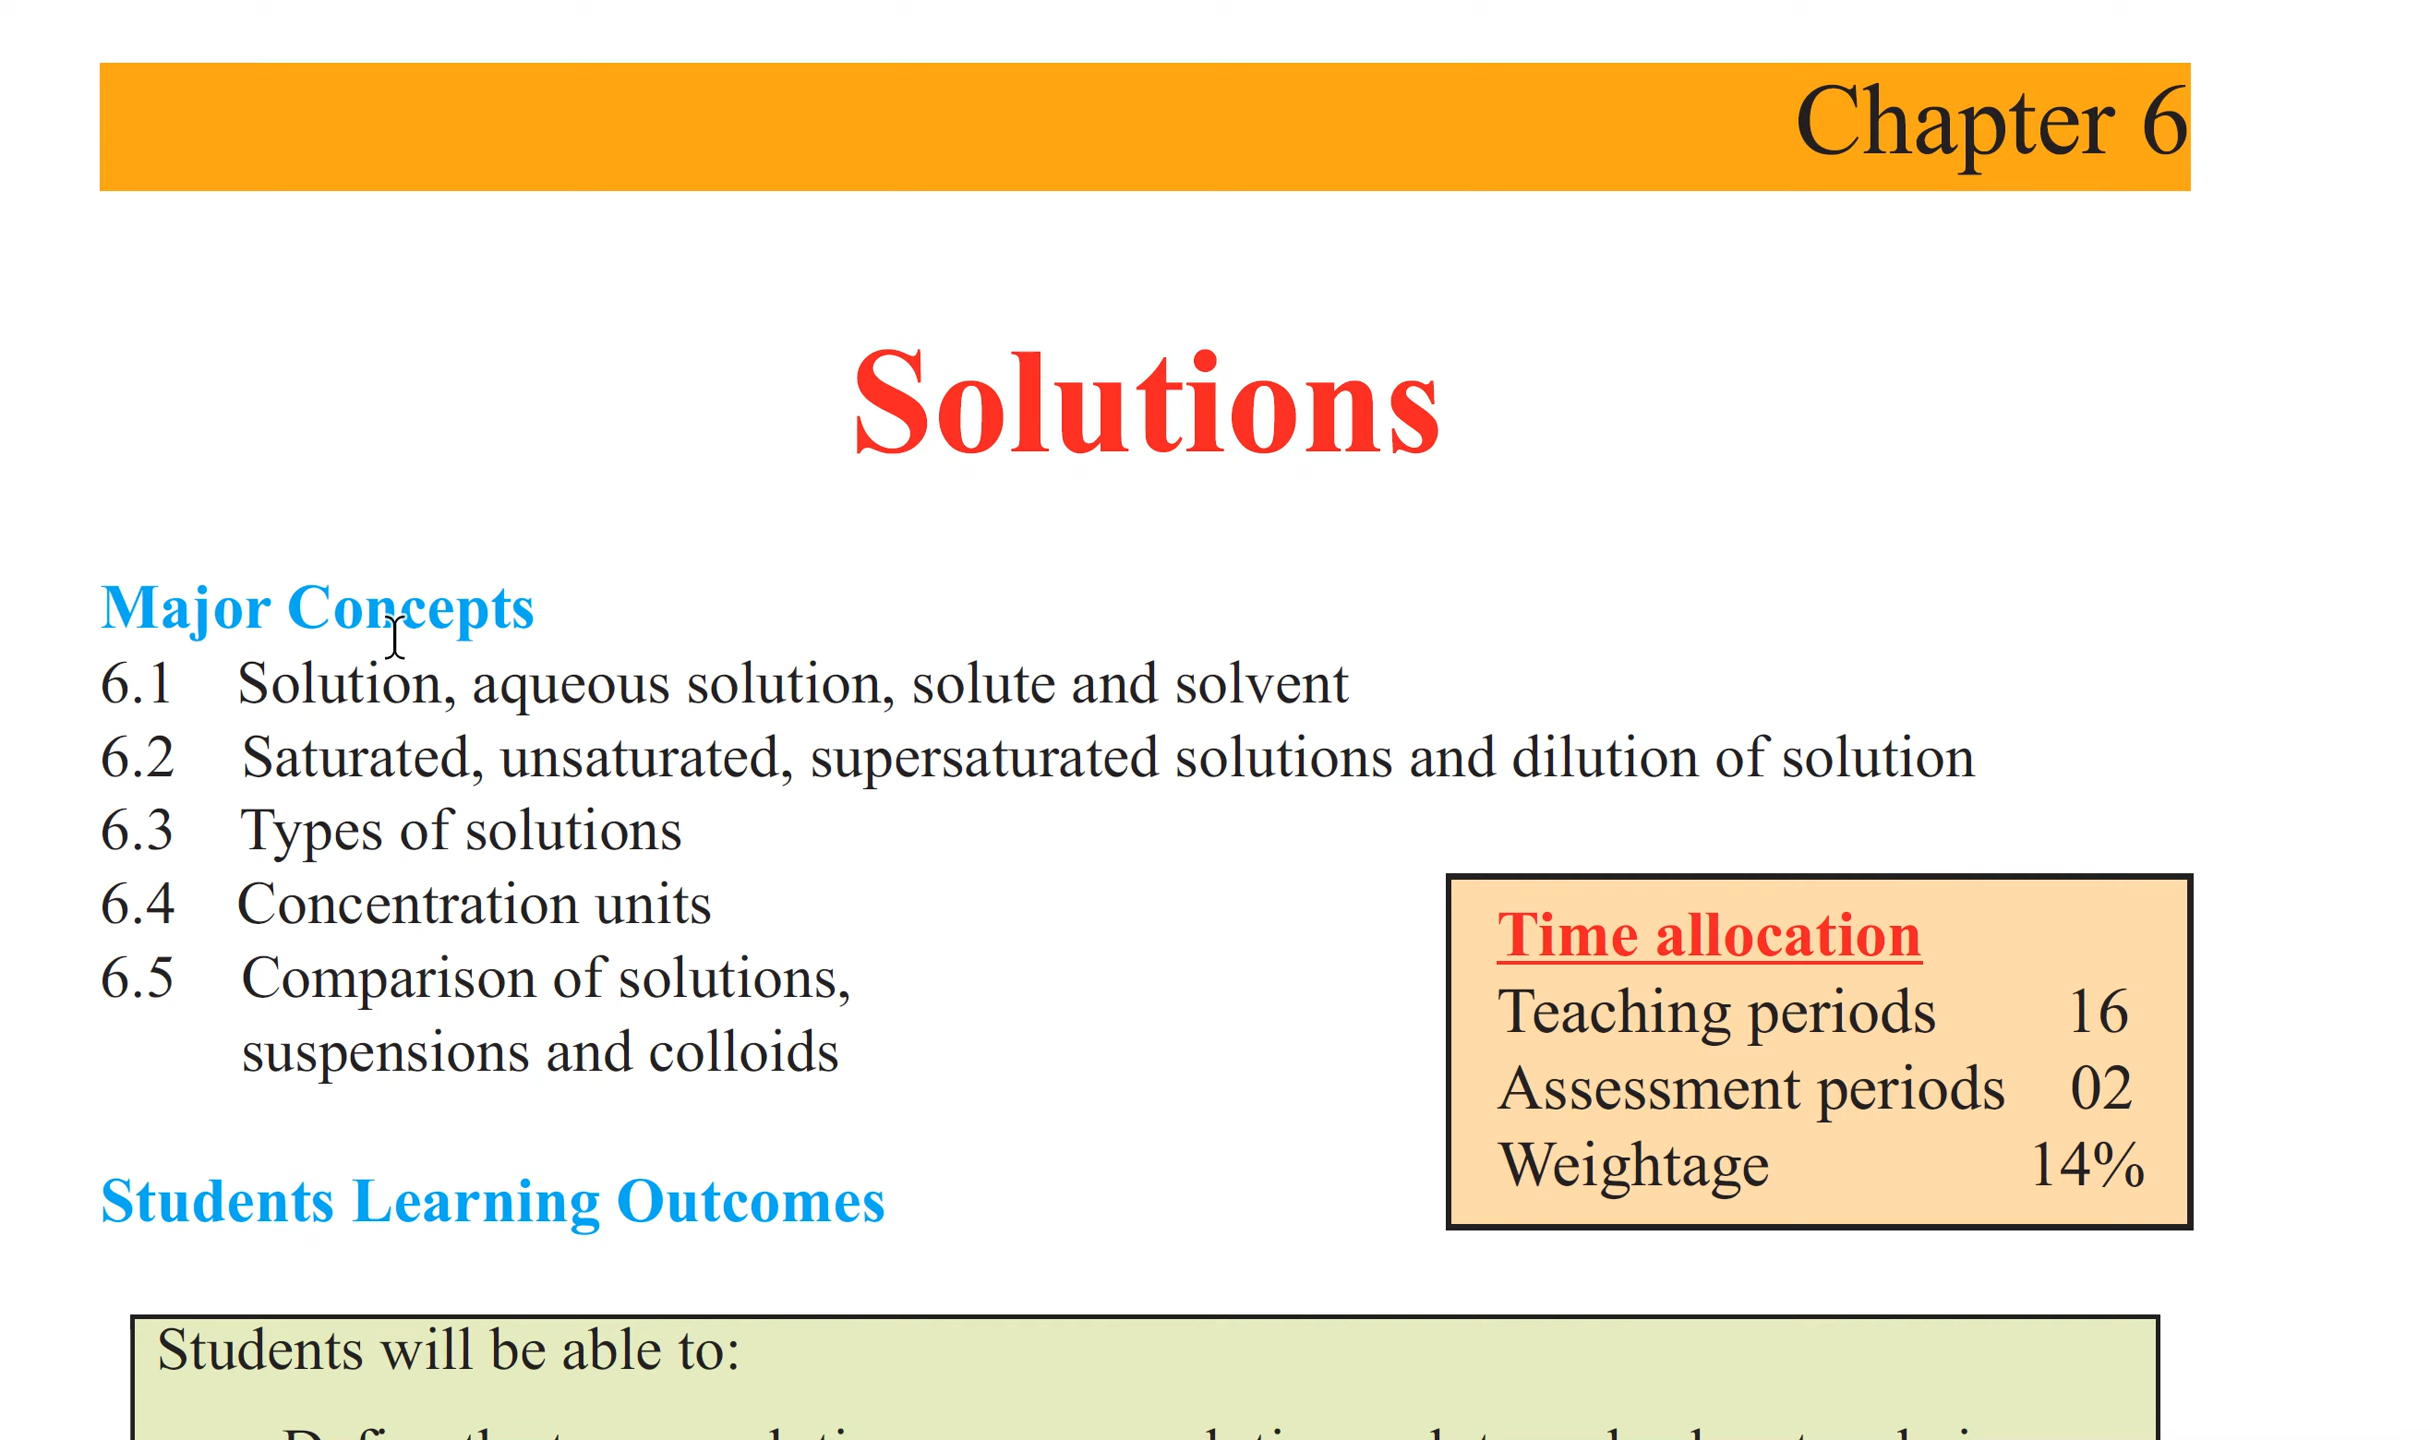 Chapter 6
Solutions
Major Concepts
6.1 Solution, aqueous solution, solute and solvent
6.2 Saturated, unsaturated, supersaturated solutions and dilution of solution
6.3 Types of solutions
6.4 Concentration units
6.5 Comparison of solutions,
suspensions and colloids
Time allocation
Teaching periods 16
Assessment periods 02
Weightage 14%
Students Learning Outcomes
Students will be able to: